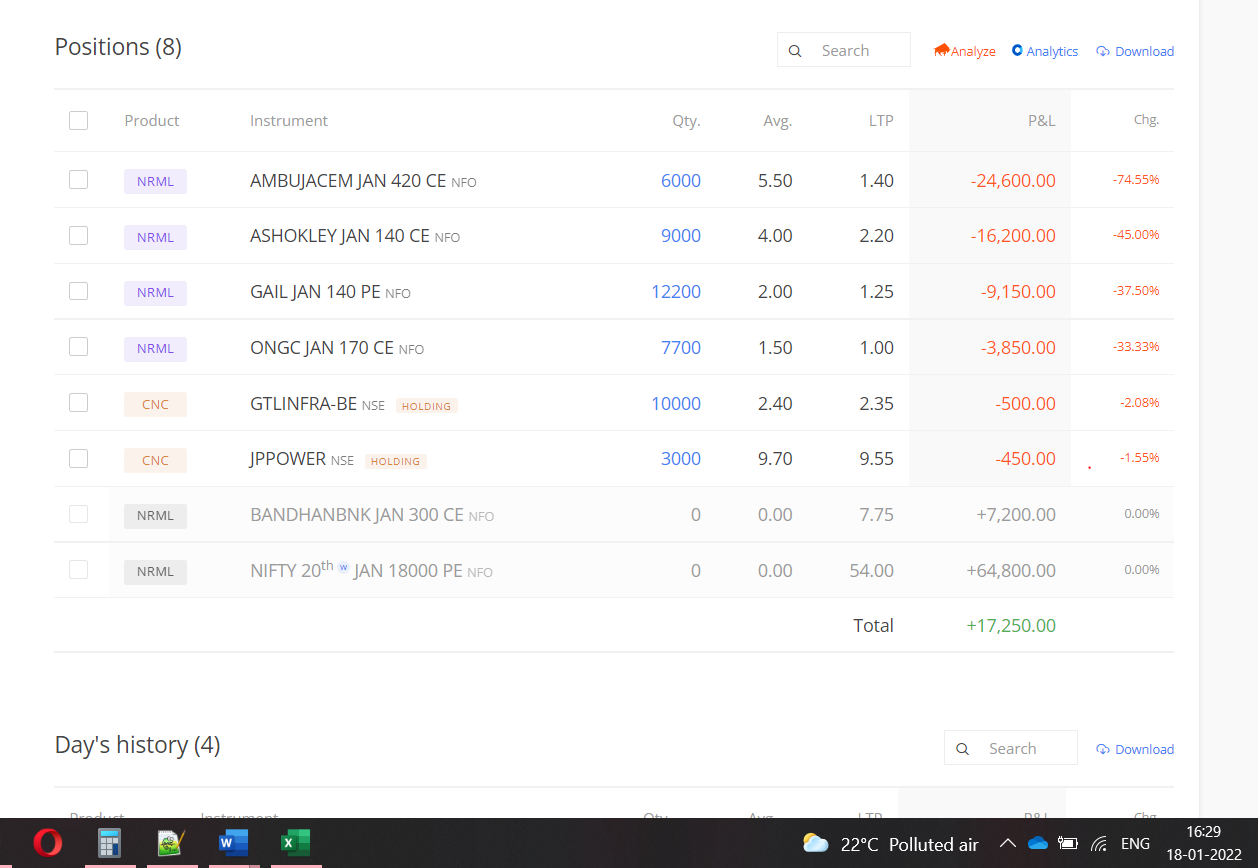 Positions (8)
Search
Analyze
Analytics
Download
Product Instrument Qty. Avg. LTP P&L Chg.
NRML AMBUJACEM JAN 420 CE NFO 6000 5.50 1.40 -24,600.00 -74.55%
NRML ASHOKLEY JAN 140 CE NFO 9000 4.00 2.20 -16,200.00 -45.00%
NRML GAIL JAN 140 PE NFO 12200 2.00 1.25 -9,150.00 -37.50%
NRML ONGC JAN 170 CE NFO 7700 1.50 1.00 -3,850.00 -33.33%
CNC GTLINFRA-BE NSE HOLDING 10000 2.40 2.35 -500.00 -2.08%
CNC JPPOWER NSE HOLDING 3000 9.70 9.55 -450.00 -1.55%
NRML BANDHANBNK JAN 300 CE NFO 0 0.00 7.75 +7,200.00 0.00%
NRML NIFTY 20th w JAN 18000 PE NFO 0 0.00 54.00 +64,800.00 0.00%
Total +17,250.00
Day's history (4)
Search
Download
Product Instrument Qty. Avg. LTP P&L Chg.
22°C Polluted air ENG
16:29
18-01-2022